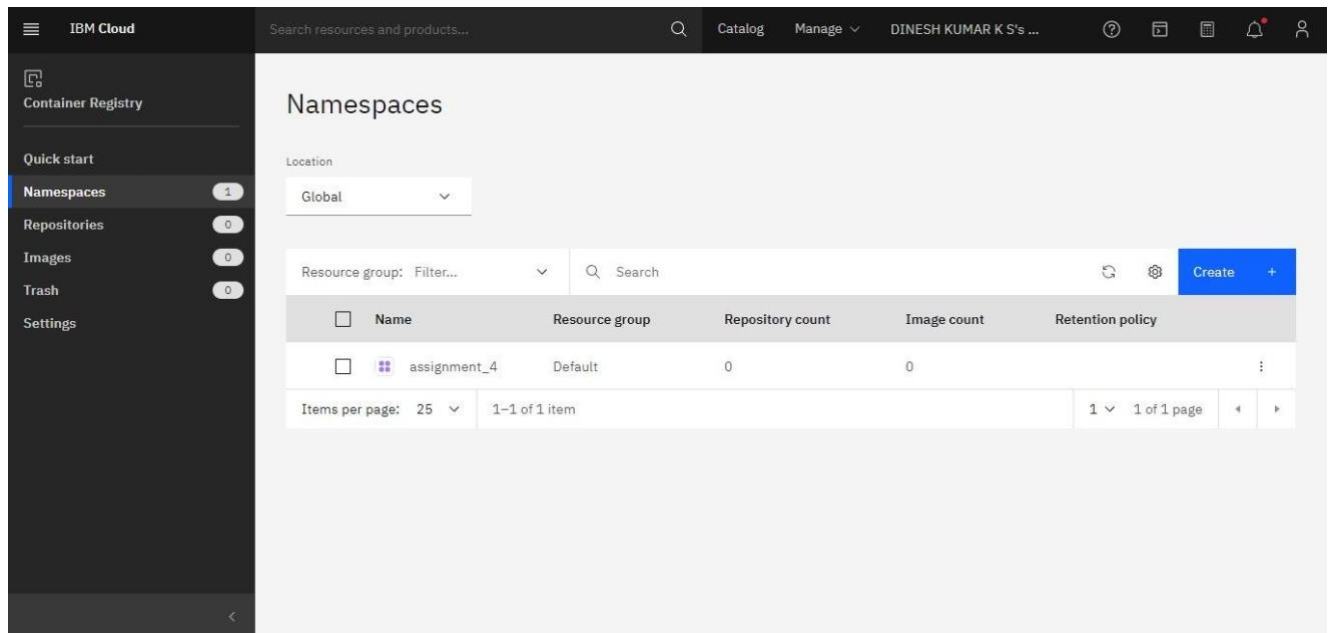 IBM Cloud
Search resources and products...
Catalog
Manage
DINESH KUMAR K S's ...
Container Registry
Quick start
Namespaces 1
Repositories 0
Images 0
Trash 0
Settings
Namespaces
Location
Global
Resource group: Filter...
Search
Create +
Name Resource group Repository count Image count Retention policy
assignment_4 Default 0 0
Items per page: 25 1–1 of 1 item 1 1 of 1 page